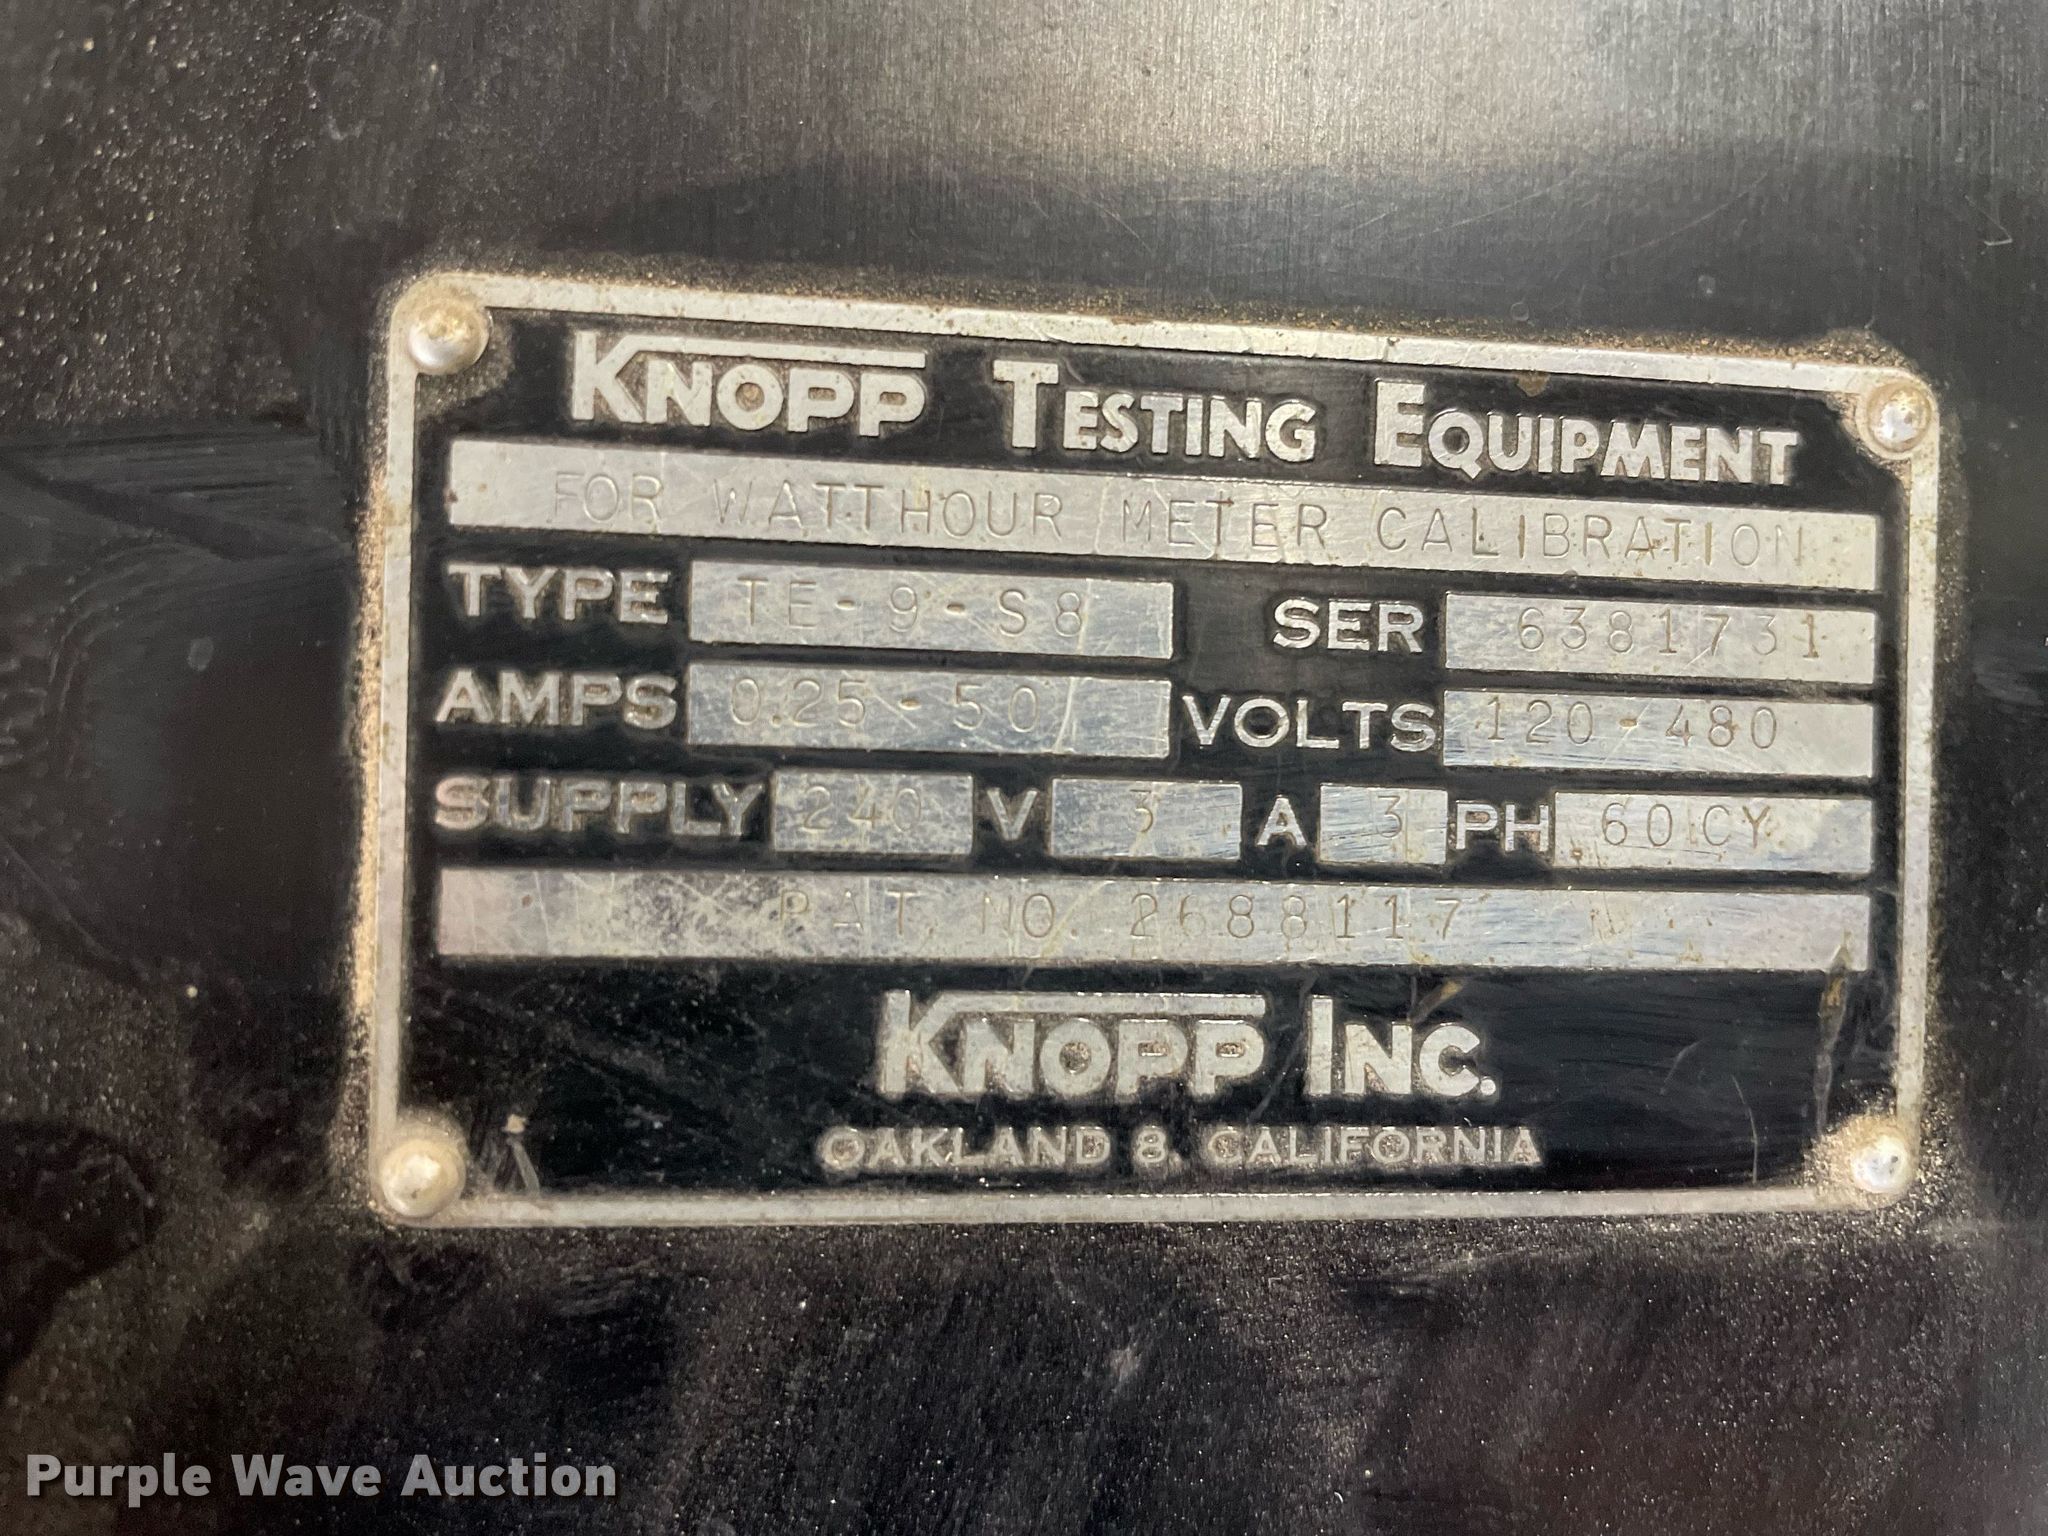 KNOPP TESTING EQUIPMENT
FOR WATTHOUR METER CALIBRATION
TYPE TE-9-S8 SER 6381731
AMPS 0.25-50 VOLTS 120-480
SUPPLY 240 V 3 A 3 PH 60 CY
PAT. NO. 2688117
KNOPP INC.
OAKLAND 8, CALIFORNIA
Purple Wave Auction